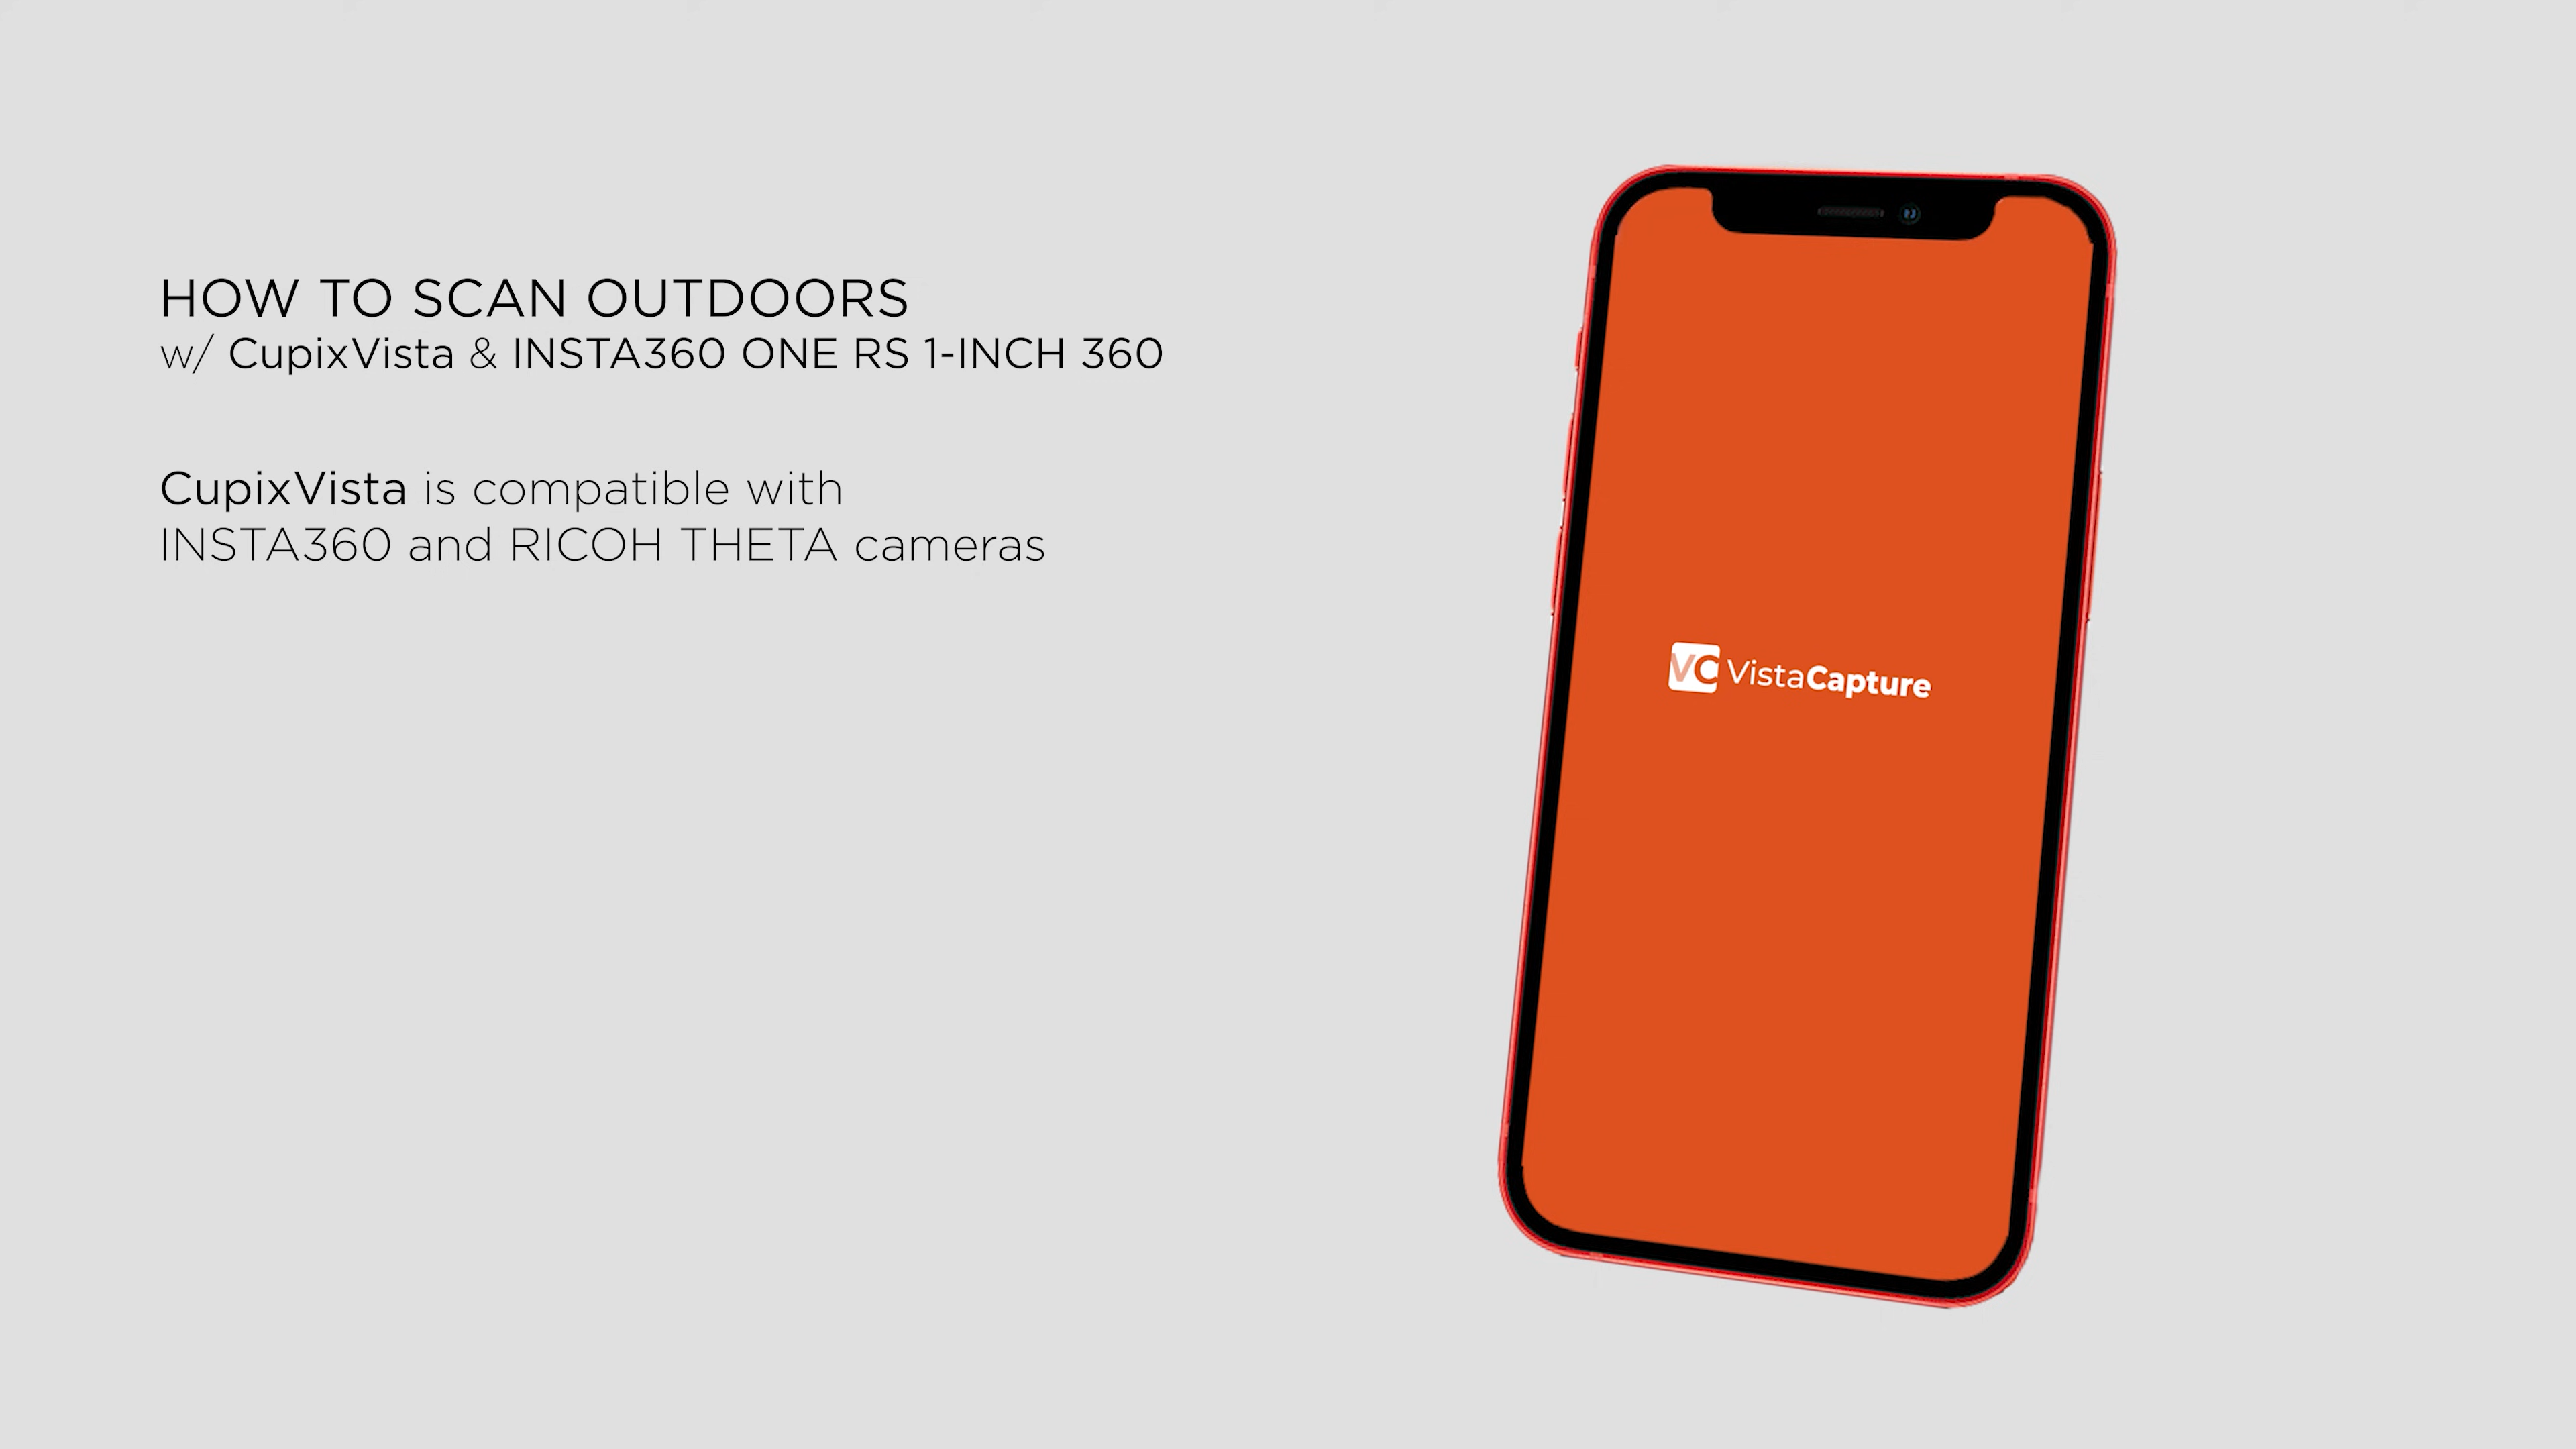 HOW TO SCAN OUTDOORS
w/ CupixVista & INSTA360 ONE RS 1-INCH 360
CupixVista is compatible with
INSTA360 and RICOH THETA cameras
VC VistaCapture